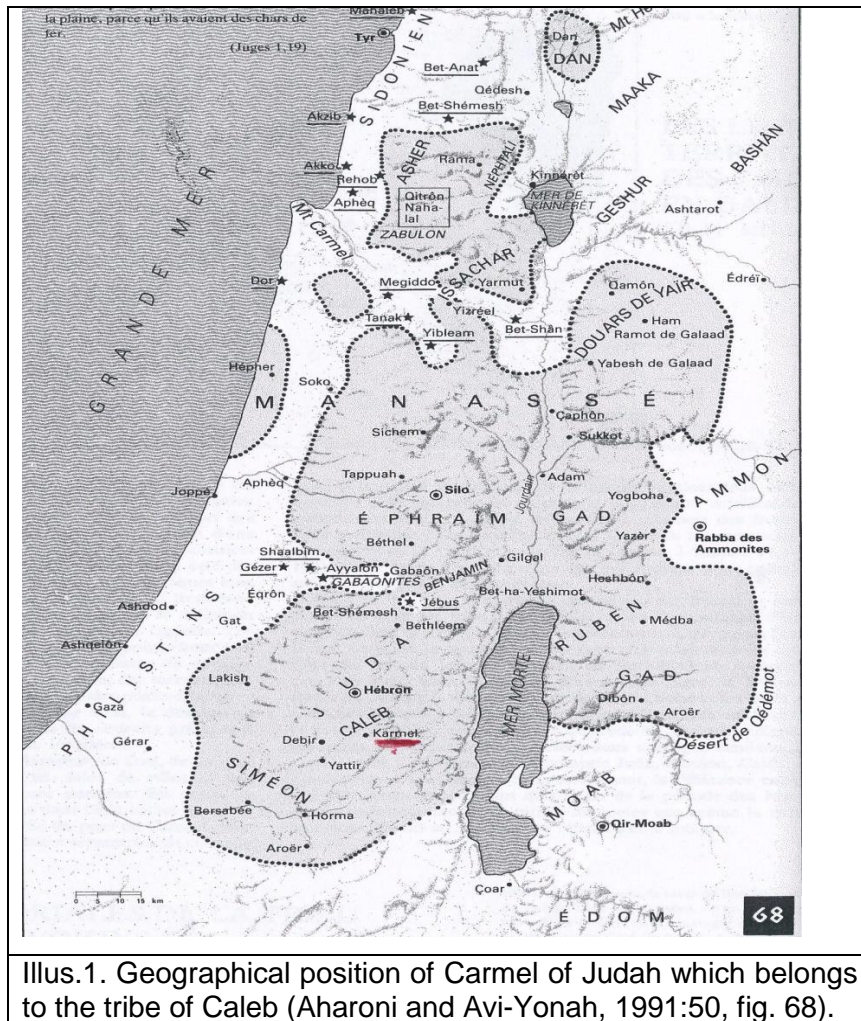 la plaine, parce qu'ils avaient des chars de
fer.
(Juges 1,19)
Mahaleb
Tyr
SIDONIEN
Dan
DAN
Bet-Anat
Qédesh
MAAKA
Bet-Shémesh
Akzib
ASHER
Rama
NEPHTALI
BASHÂN
Akko
Rehob
Aphèq
Kinnérèt
MER DE
KINNÉRÈT
GESHUR
Ashtarot
Qitrôn
Naha-
lal
ZABULON
GRANDE MER
Mt Carmel
ISSACHAR
Dor
Megiddo
Yarmut
Qamôn
Édréï
DOUARS DE YAÏR
Tanak
Yizréel
Bet-Shân
Ham
Ramot de Galaad
Yibleam
Yabesh de Galaad
Hépher
Soko
MANASSÉ
Çaphôn
Sichem
Sukkot
Aphèq
Tappuah
Silo
Jourdain
Adam
AMMON
Joppé
Yogboha
ÉPHRAÏM
GAD
Yazèr
Rabba des
Ammonites
Béthel
Shaalbim
Gézer
Ayyalôn
Gabaôn
GABAONITES
BENJAMIN
Gilgal
Heshbôn
Éqrôn
Bet-Shémesh
Jébus
Bet-ha-Yeshimot
Ashdod
Gat
Bethléem
RUBEN
Médba
Ashqelôn
PHILISTINS
Lakish
JUDA
Hébron
GAD
Dibôn
Gaza
CALEB
Karmel
MER MORTE
Aroër
Gérar
Debir
Désert de Qédémot
Yattir
SIMÉON
MOAB
Bersabée
Horma
Qir-Moab
Aroër
0 5 10 15 km
Çoar
ÉDOM
68
Illus.1. Geographical position of Carmel of Judah which belongs
to the tribe of Caleb (Aharoni and Avi-Yonah, 1991:50, fig. 68).